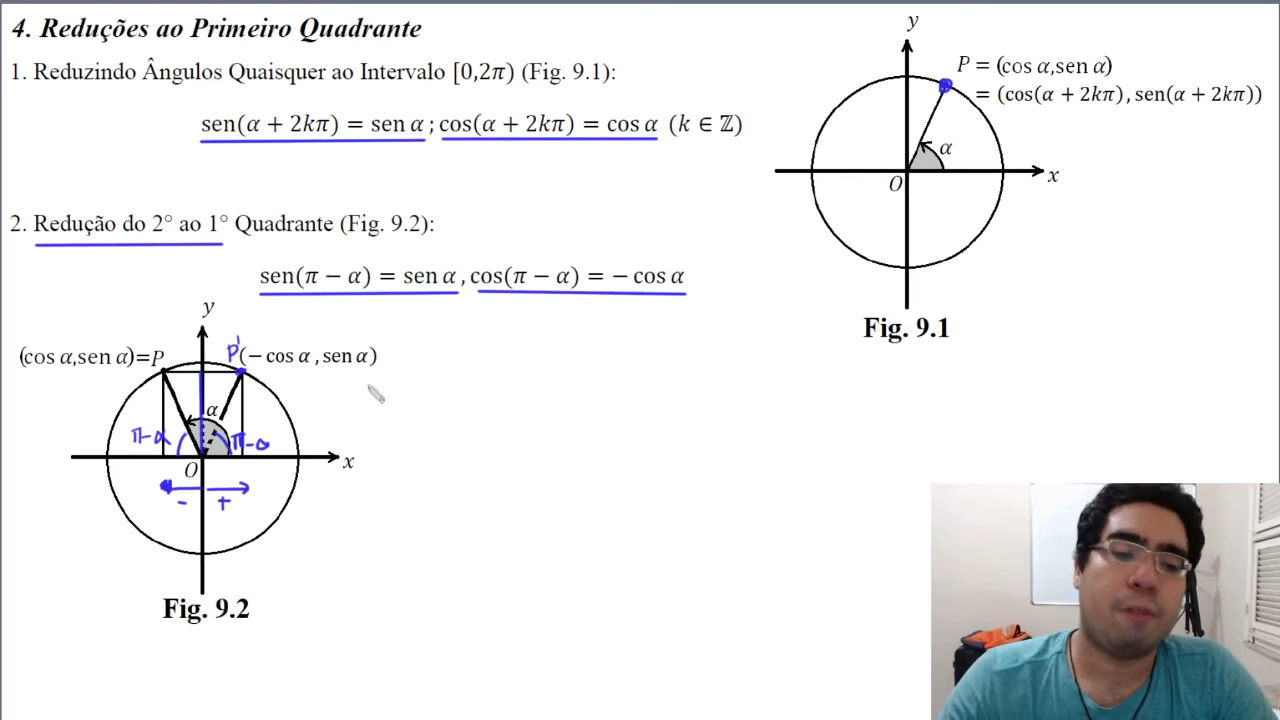 4. Reduções ao Primeiro Quadrante
1. Reduzindo Ângulos Quaisquer ao Intervalo [0,2π) (Fig. 9.1):
sen(α + 2kπ) = sen α ; cos(α + 2kπ) = cos α (k ∈ ℤ)
y
P = (cos α,sen α)
= (cos(α + 2kπ), sen(α + 2kπ))
α
O
x
Fig. 9.1
2. Redução do 2° ao 1° Quadrante (Fig. 9.2):
sen(π − α) = sen α , cos(π − α) = − cos α
y
(cos α,sen α)=P
P'(− cos α , sen α)
α
π-α
π-α
O
x
-
+
Fig. 9.2